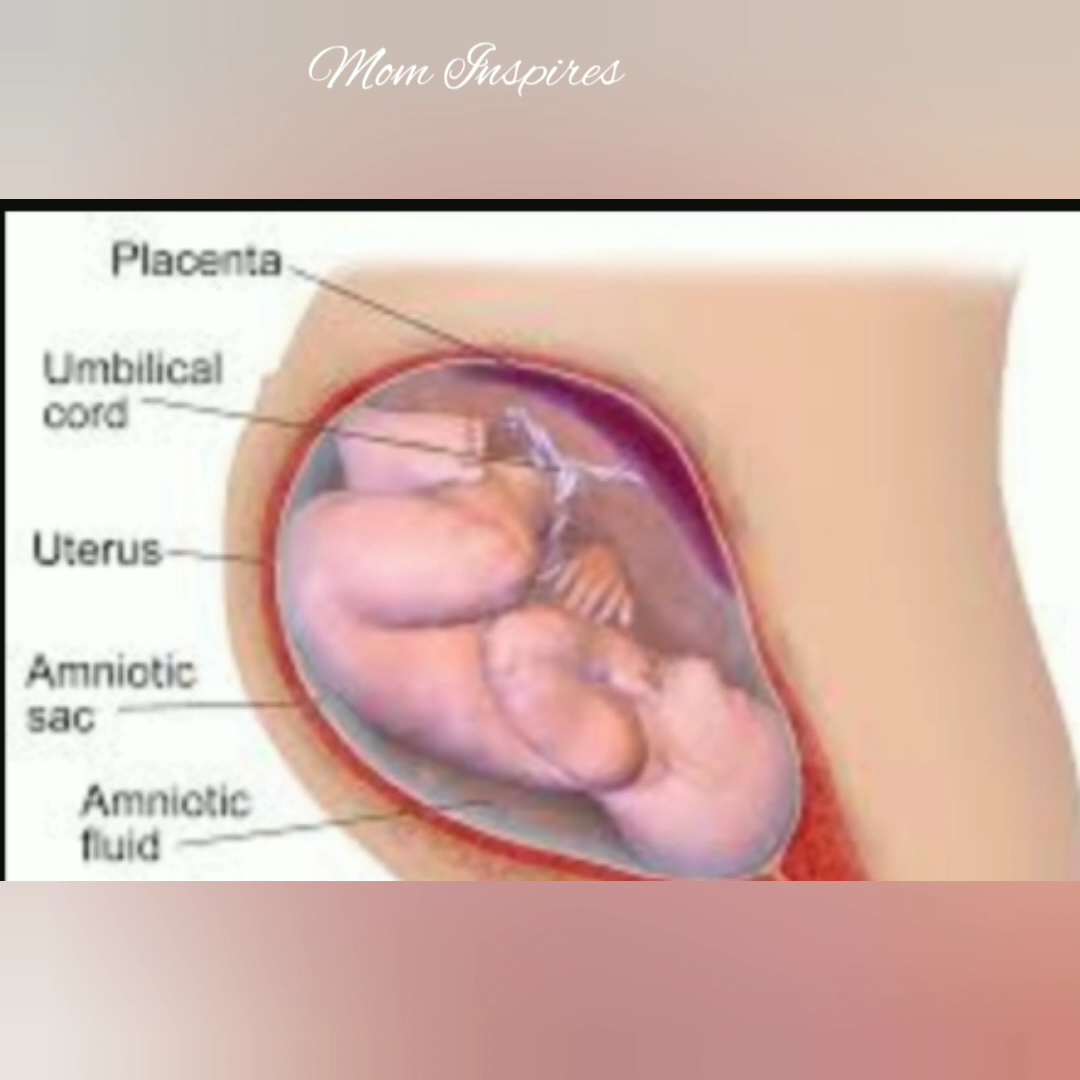 Mom Inspires
Placenta
Umbilical
cord
Uterus
Amniotic
sac
Amniotic
fluid